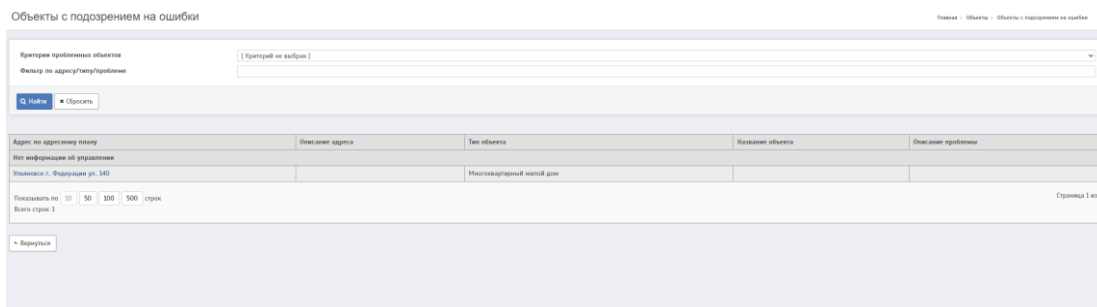 Объекты с подозрением на ошибки
Главная > Объекты > Объекты с подозрением на ошибки
Критерии проблемных объектов [ Критерий не выбран ]
Фильтр по адресу/типу/проблеме
Найти × Сбросить
Адрес по адресному плану Описание адреса Тип объекта Название объекта Описание проблемы
Нет информации об управлении
Ульяновск г. Федерации ул. 140 Многоквартирный жилой дом
Показывать по 10 50 100 500 строк Страница 1 из
Всего строк: 1
Вернуться